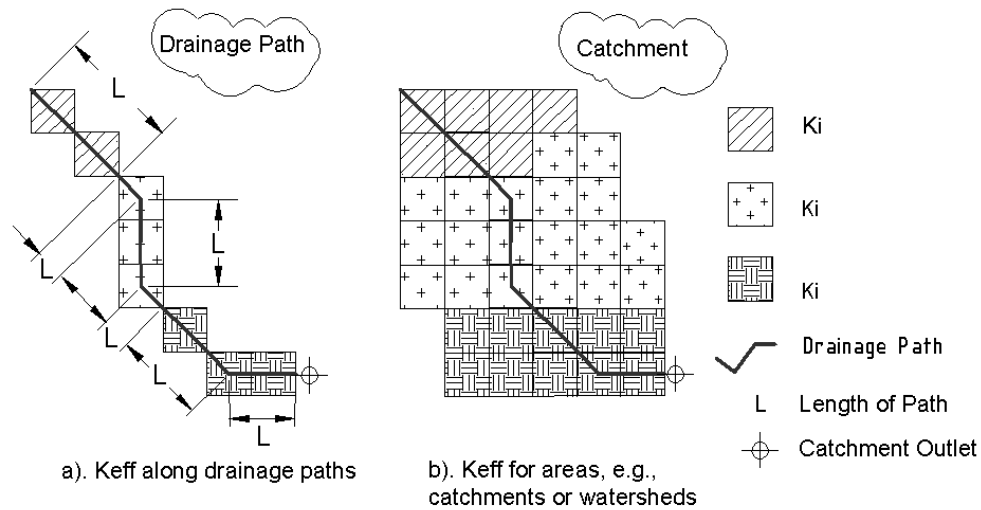 Drainage Path
Catchment
L
L
L
L
L
L
Ki
Ki
Ki
Drainage Path
L Length of Path
Catchment Outlet
a). Keff along drainage paths
b). Keff for areas, e.g.,
catchments or watersheds